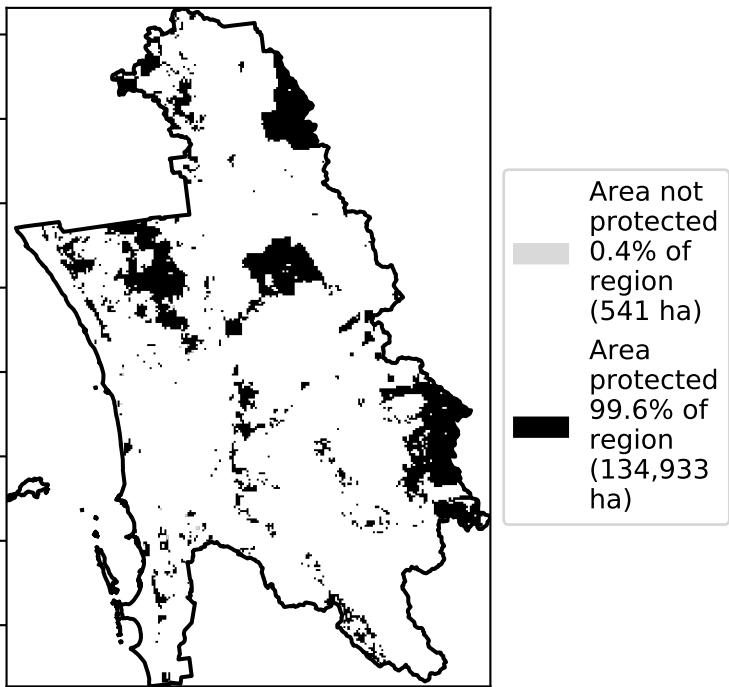 Area not
protected
0.4% of
region
(541 ha)
Area
protected
99.6% of
region
(134,933
ha)